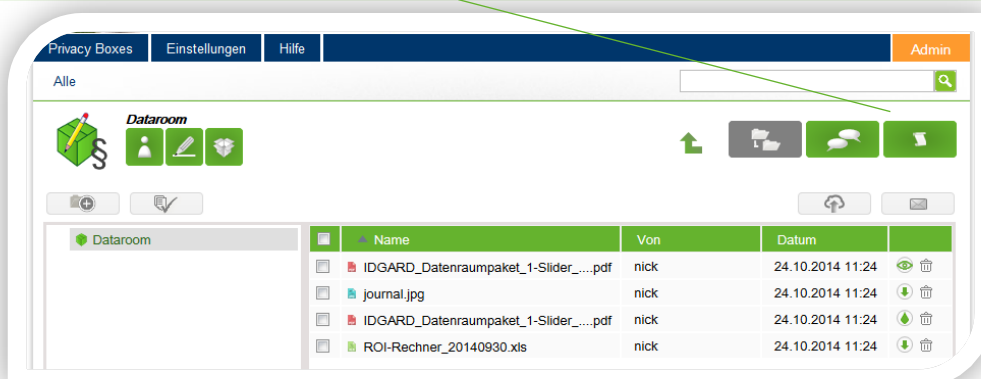 Privacy Boxes Einstellungen Hilfe Admin
Alle
Dataroom
§
Dataroom
Name Von Datum
IDGARD_Datenraumpaket_1-Slider_....pdf nick 24.10.2014 11:24
journal.jpg nick 24.10.2014 11:24
IDGARD_Datenraumpaket_1-Slider_....pdf nick 24.10.2014 11:24
ROI-Rechner_20140930.xls nick 24.10.2014 11:24